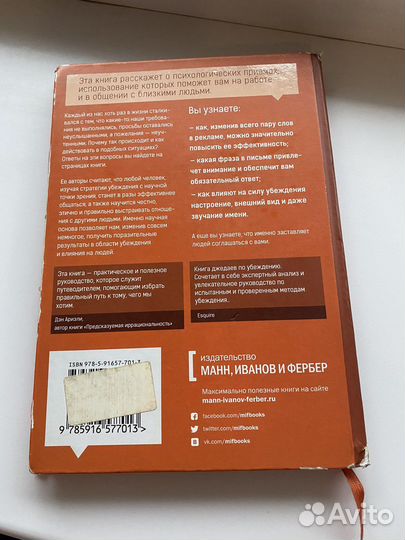 Эта книга расскажет о психологических приемах,
использование которых поможет вам на работе
и в общении с близкими людьми.
Каждый из нас хоть раз в жизни сталки-
вался с тем, что какие-то наши требова-
ния не выполнялись, просьбы оставались
неуслышанными, а пожелания — неуч-
тенными. Почему так происходит и как
действовать в подобных ситуациях?
Ответы на эти вопросы вы найдете на
страницах книги.
Ее авторы считают, что любой человек,
изучая стратегии убеждения с научной
точки зрения, станет в разы эффективнее
общаться, а также научится честно,
этично и правильно выстраивать отноше-
ния с другими людьми. Именно научная
основа позволяет нам, изменив совсем
немногое, получить поразительные
результаты в области убеждения
и влияния на людей.
Вы узнаете:
— как, изменив всего пару слов
в рекламе, можно значительно
повысить ее эффективность;
— какая фраза в письме привле-
чет внимание и обеспечит вам
обязательный ответ;
— как влияют на силу убеждения
настроение, внешний вид и даже
звучание имени.
А еще вы узнаете, что именно заставляет
людей соглашаться с вами.
Эта книга — практическое и полезное
руководство, которое служит
путеводителем, помогающим избрать
правильный путь к тому, чего мы
хотим.
Дэн Ариэли,
автор книги «Предсказуемая иррациональность»
Книга джедаев по убеждению.
Сочетает в себе экспертный анализ и
увлекательное руководство по
испытанным и проверенным методам
убеждения.
Esquire
ISBN 978-5-91657-701-3
9 785916 577013 >
издательство
МАНН, ИВАНОВ И ФЕРБЕР
Максимально полезные книги на сайте
mann-ivanov-ferber.ru
facebook.com/mifbooks
twitter.com/mifbooks
vk.com/mifbooks
Avito